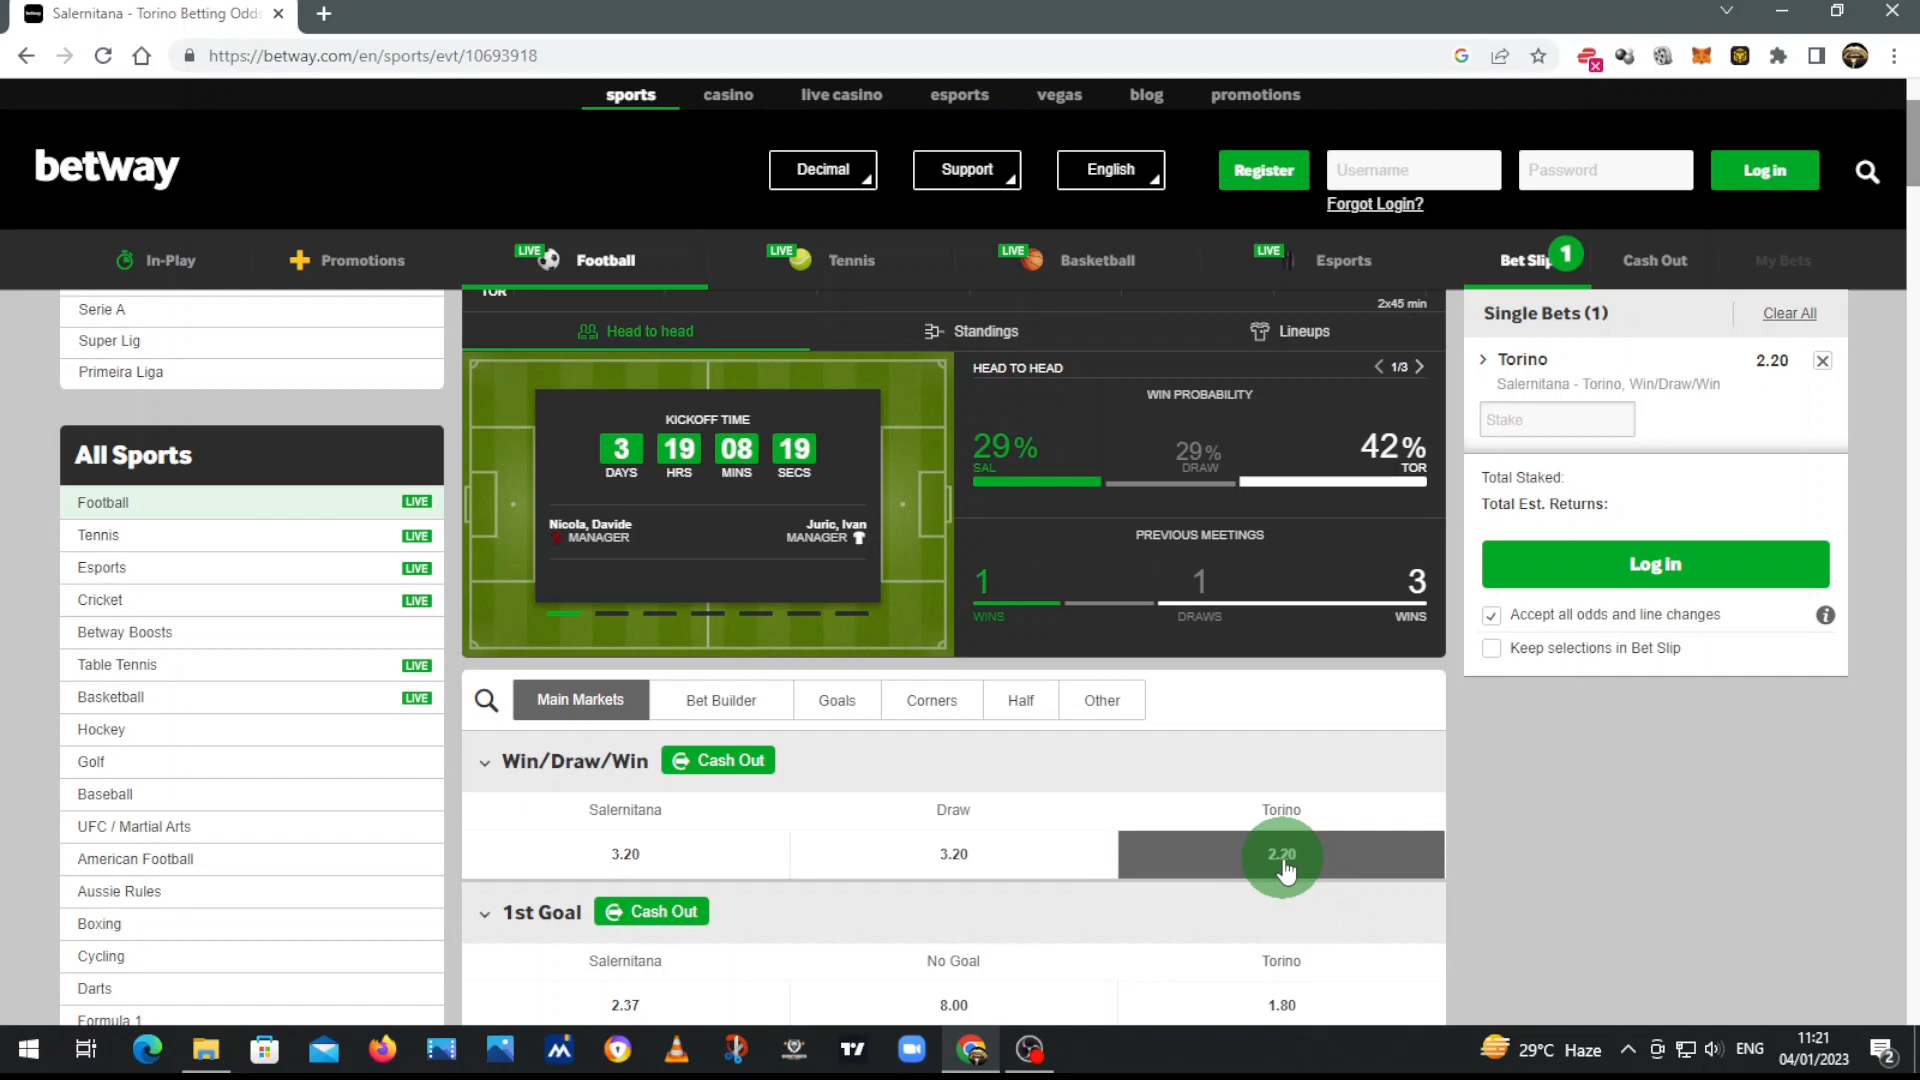 Salernitana - Torino Betting Odds
https://betway.com/en/sports/evt/10693918
sports casino live casino esports vegas blog promotions
betway
Decimal Support English Register Username Password Log in
Forgot Login?
In-Play Promotions LIVE Football LIVE Tennis LIVE Basketball LIVE Esports Bet Slip 1 Cash Out My Bets
Serie A
Super Lig
Primeira Liga
All Sports
Football LIVE
Tennis LIVE
Esports LIVE
Cricket LIVE
Betway Boosts
Table Tennis LIVE
Basketball LIVE
Hockey
Golf
Baseball
UFC / Martial Arts
American Football
Aussie Rules
Boxing
Cycling
Darts
Formula 1
TOR
2x45 min
Head to head Standings Lineups
KICKOFF TIME
3 19 08 19
DAYS HRS MINS SECS
Nicola, Davide Juric, Ivan
MANAGER MANAGER
HEAD TO HEAD 1/3
WIN PROBABILITY
29% 29% 42%
SAL DRAW TOR
PREVIOUS MEETINGS
1 1 3
WINS DRAWS WINS
Main Markets Bet Builder Goals Corners Half Other
Win/Draw/Win Cash Out
Salernitana Draw Torino
3.20 3.20 2.20
1st Goal Cash Out
Salernitana No Goal Torino
2.37 8.00 1.80
Single Bets (1) Clear All
Torino 2.20
Salernitana - Torino, Win/Draw/Win
Stake
Total Staked:
Total Est. Returns:
Log in
Accept all odds and line changes
Keep selections in Bet Slip
29°C Haze ENG 11:21
04/01/2023
2